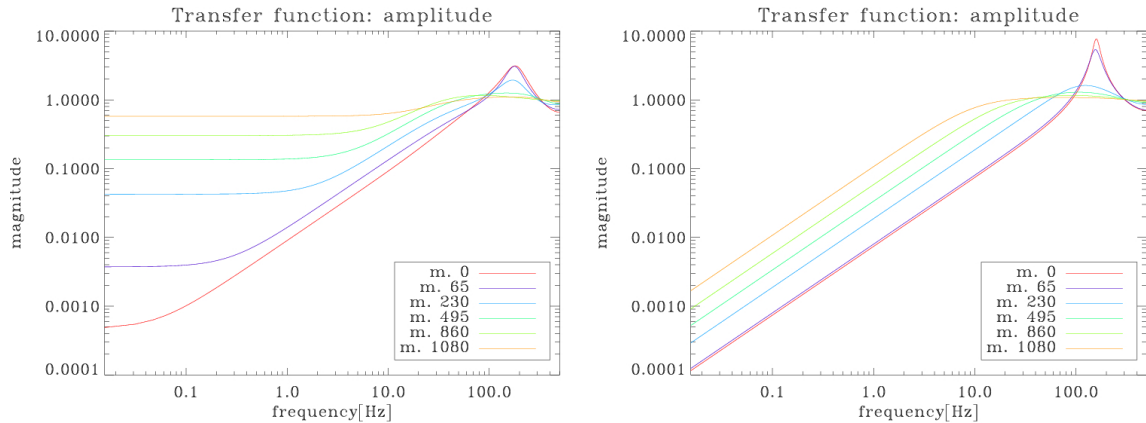 Transfer function: amplitude
10.0000
1.0000
0.1000
0.0100
0.0010
0.0001
magnitude
0.1
1.0
10.0
100.0
frequency[Hz]
m. 0
m. 65
m. 230
m. 495
m. 860
m. 1080
Transfer function: amplitude
10.0000
1.0000
0.1000
0.0100
0.0010
0.0001
magnitude
0.1
1.0
10.0
100.0
frequency[Hz]
m. 0
m. 65
m. 230
m. 495
m. 860
m. 1080